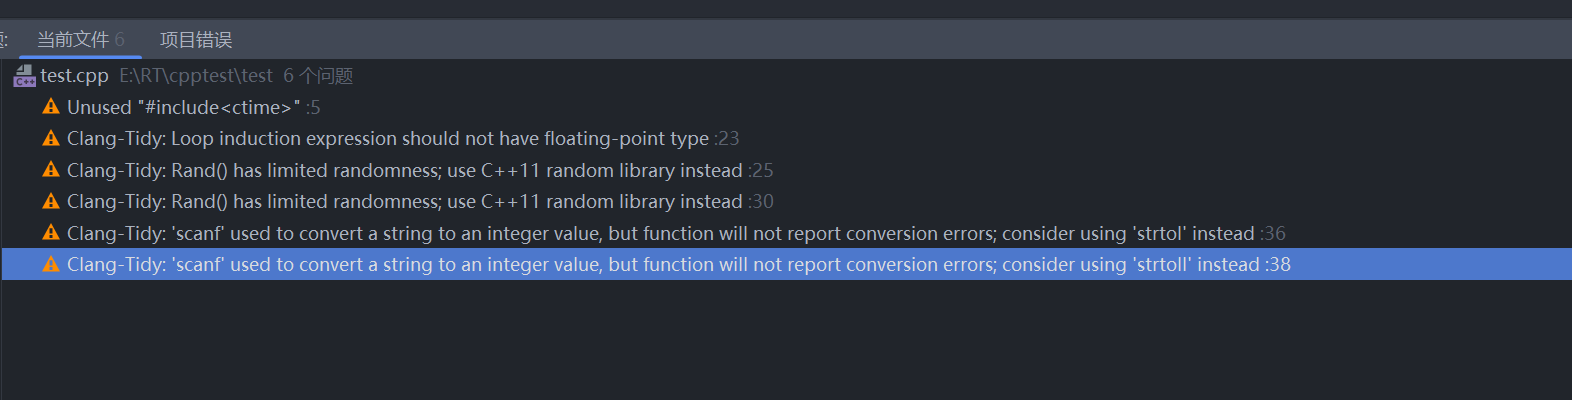 当前文件 6 项目错误
test.cpp E:\RT\cpptest\test 6 个问题
Unused "#include<ctime>" :5
Clang-Tidy: Loop induction expression should not have floating-point type :23
Clang-Tidy: Rand() has limited randomness; use C++11 random library instead :25
Clang-Tidy: Rand() has limited randomness; use C++11 random library instead :30
Clang-Tidy: 'scanf' used to convert a string to an integer value, but function will not report conversion errors; consider using 'strtol' instead :36
Clang-Tidy: 'scanf' used to convert a string to an integer value, but function will not report conversion errors; consider using 'strtoll' instead :38